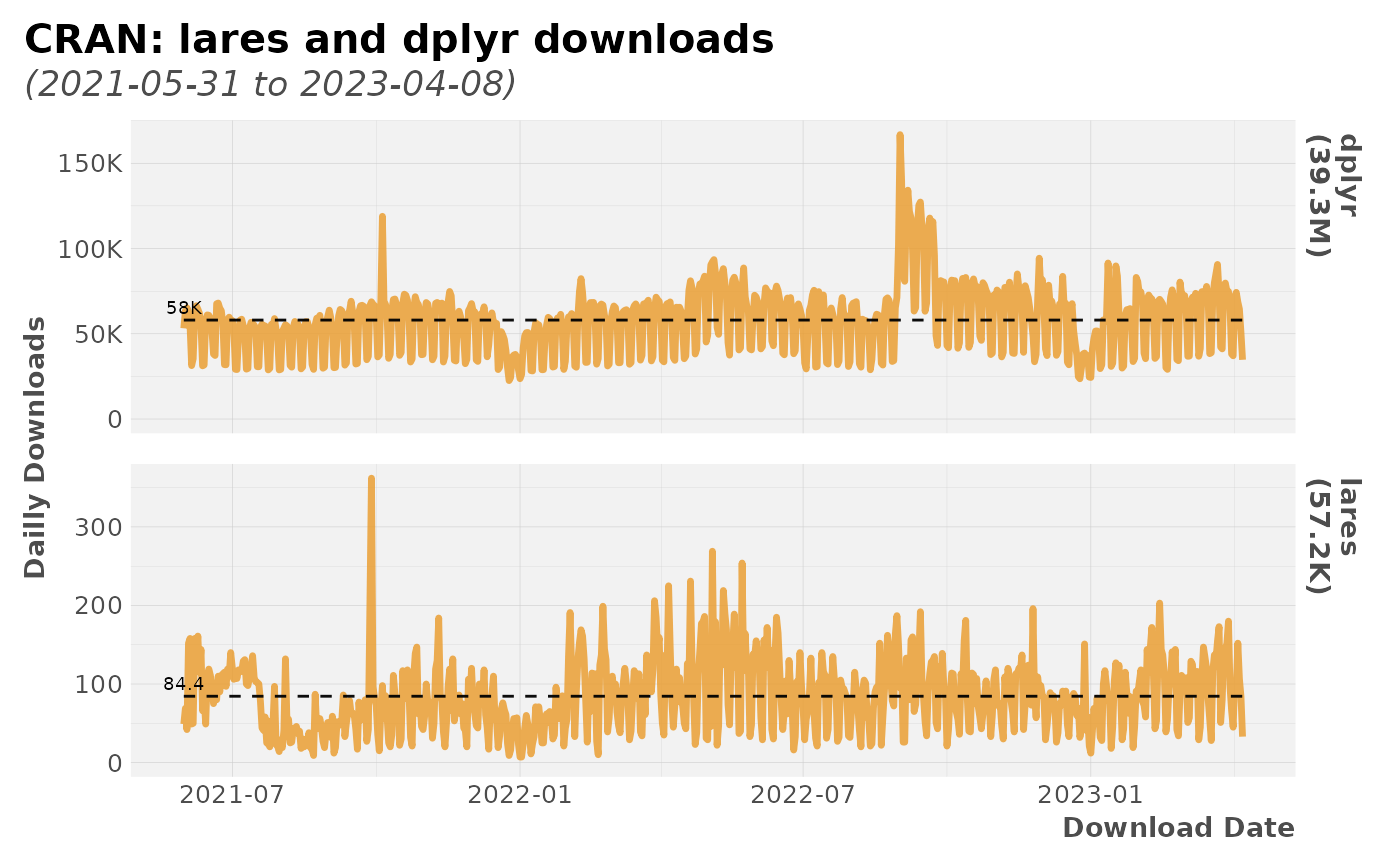 CRAN: lares and dplyr downloads
(2021-05-31 to 2023-04-08)
Dailly Downloads
150K
100K
50K
0
58K
dplyr
(39.3M)
300
200
100
0
84.4
lares
(57.2K)
2021-07
2022-01
2022-07
2023-01
Download Date